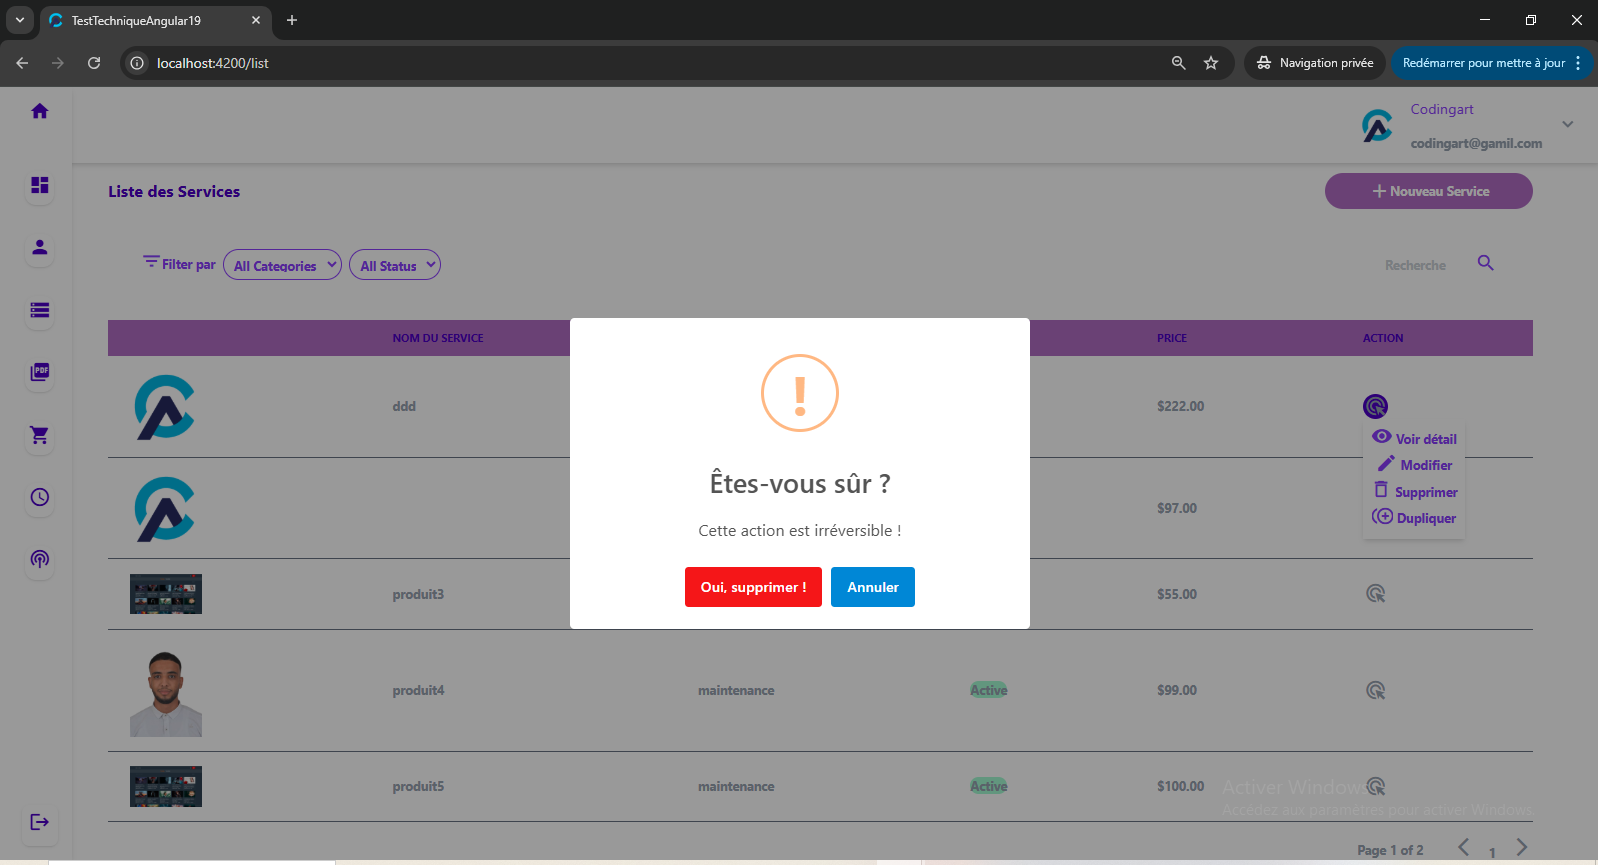 TestTechniqueAngular19
localhost:4200/list
Navigation privée
Redémarrer pour mettre à jour
Codingart
codingart@gamil.com
Liste des Services
Nouveau Service
Filter par
All Categories
All Status
Recherche
NOM DU SERVICE
PRICE
ACTION
ddd
$222.00
Voir détail
Modifier
Supprimer
Dupliquer
$97.00
Êtes-vous sûr ?
Cette action est irréversible !
Oui, supprimer !
Annuler
produit3
$55.00
produit4
maintenance
Active
$99.00
produit5
maintenance
Active
$100.00
Activer Windows
Accédez aux paramètres pour activer Windows.
Page 1 of 2
1
PDF